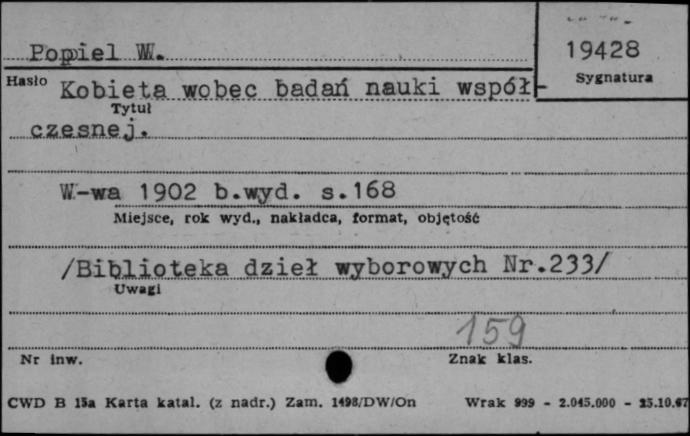 Popiel W.
19428
Hasło
Sygnatura
Kobieta wobec badań nauki współ-
Tytuł
czesnej.
W-wa 1902 b.wyd. s.168
Miejsce, rok wyd., nakładca, format, objętość
/Biblioteka dzieł wyborowych Nr.233/
Uwagi
159
Nr inw.
Znak klas.
CWD B 15a Karta katal. (z nadr.) Zam. 1498/DW/On
Wrak 999 - 2.045.000 - 25.10.67